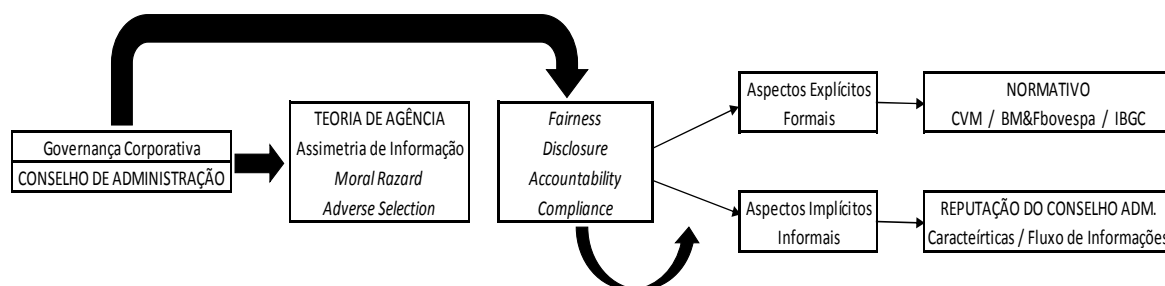 Governança Corporativa
CONSELHO DE ADMINISTRAÇÃO
TEORIA DE AGÊNCIA
Assimetria de Informação
Moral Razard
Adverse Selection
Fairness
Disclosure
Accountability
Compliance
Aspectos Explícitos
Formais
NORMATIVO
CVM / BM&Fbovespa / IBGC
Aspectos Implícitos
Informais
REPUTAÇÃO DO CONSELHO ADM.
Caracteírticas / Fluxo de Informações